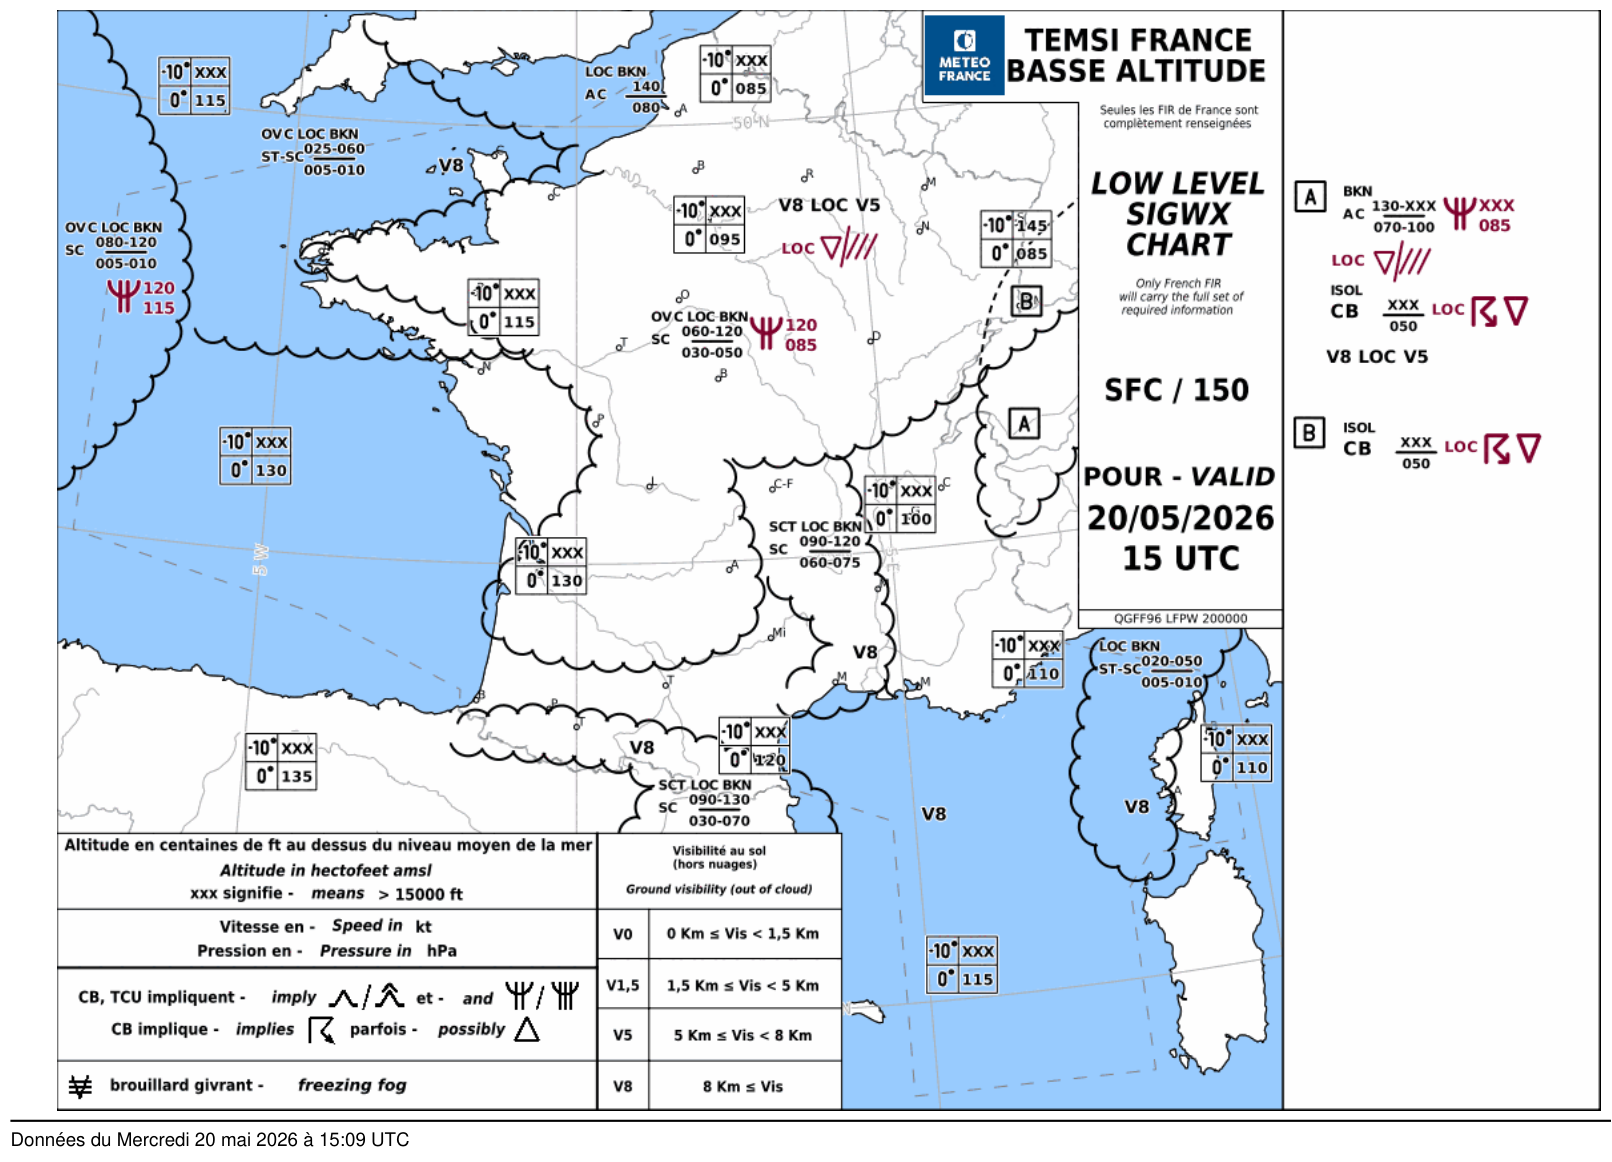 METEO
FRANCE
TEMSI FRANCE
BASSE ALTITUDE
Seules les FIR de France sont
complètement renseignées
LOW LEVEL
SIGWX
CHART
Only French FIR
will carry the full set of
required information
SFC / 150
POUR - VALID
20/05/2026
15 UTC
QGFF96 LFPW 200000
-10° XXX
0° 115
OVC LOC BKN
ST-SC 025-060
005-010
V8
LOC BKN
AC 140
080
-10° XXX
0° 085
50°N
A
B
R
M
C
C
N
OVC LOC BKN
SC 080-120
005-010
120
115
-10° XXX
0° 095
V8 LOC V5
LOC
-10° 145
0° 085
B
-10° XXX
0° 115
O
T
OVC LOC BKN
SC 060-120
030-050
120
085
D
B
N
P
A
-10° XXX
0° 130
L
C-F
-10° XXX
0° 100
C
SCT LOC BKN
SC 090-120
060-075
5°W
-10° XXX
0° 130
A
M
Mi
V8
T
M
M
-10° XXX
0° 110
LOC BKN
ST-SC 020-050
005-010
B
P
T
V8
-10° XXX
0° 120
-10° XXX
0° 135
SCT LOC BKN
SC 090-130
030-070
V8
V8
A
-10° XXX
0° 110
-10° XXX
0° 115
A
BKN
AC 130-XXX
070-100
XXX
085
LOC
ISOL
CB XXX
050
LOC
V8 LOC V5
B
ISOL
CB XXX
050
LOC
Altitude en centaines de ft au dessus du niveau moyen de la mer
Altitude in hectofeet amsl
xxx signifie - means > 15000 ft
Vitesse en - Speed in kt
Pression en - Pressure in hPa
CB, TCU impliquent - imply / et - and /
CB implique - implies parfois - possibly
brouillard givrant - freezing fog
Visibilité au sol
(hors nuages)
Ground visibility (out of cloud)
V0 0 Km ≤ Vis < 1,5 Km
V1,5 1,5 Km ≤ Vis < 5 Km
V5 5 Km ≤ Vis < 8 Km
V8 8 Km ≤ Vis
Données du Mercredi 20 mai 2026 à 15:09 UTC